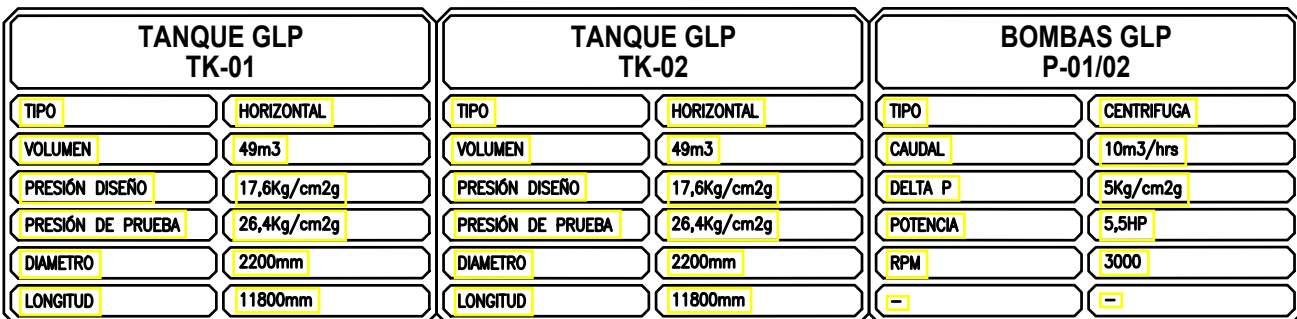 TANQUE GLP
TK-01
TIPO HORIZONTAL
VOLUMEN 49m3
PRESIÓN DISEÑO 17,6Kg/cm2g
PRESIÓN DE PRUEBA 26,4Kg/cm2g
DIAMETRO 2200mm
LONGITUD 11800mm
TANQUE GLP
TK-02
TIPO HORIZONTAL
VOLUMEN 49m3
PRESIÓN DISEÑO 17,6Kg/cm2g
PRESIÓN DE PRUEBA 26,4Kg/cm2g
DIAMETRO 2200mm
LONGITUD 11800mm
BOMBAS GLP
P-01/02
TIPO CENTRIFUGA
CAUDAL 10m3/hrs
DELTA P 5Kg/cm2g
POTENCIA 5,5HP
RPM 3000
– –